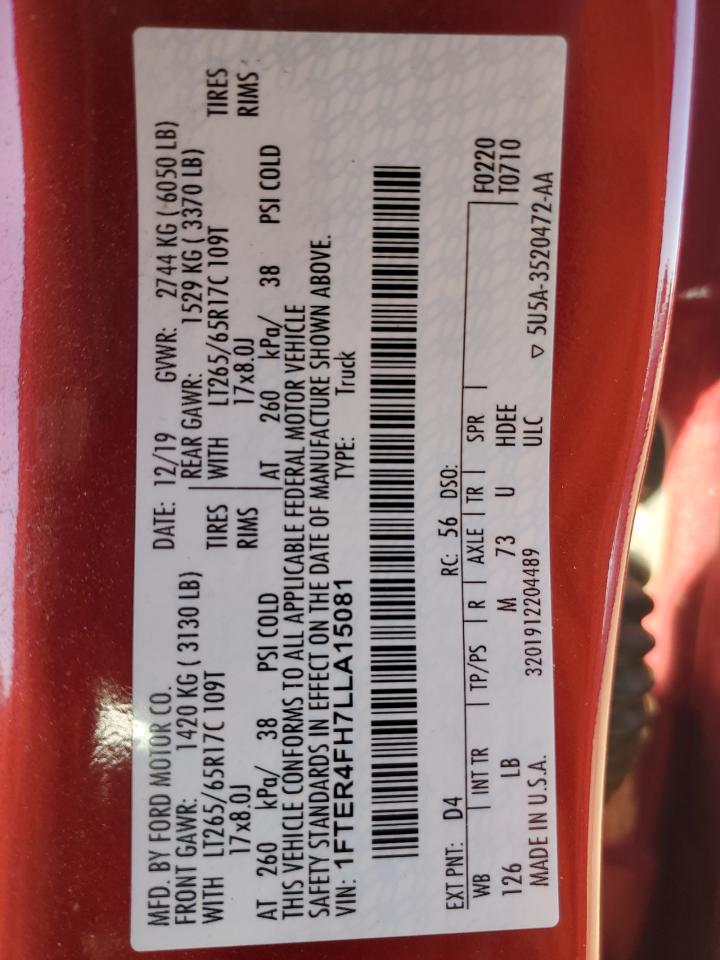 MFD. BY FORD MOTOR CO. DATE: 12/19 GVWR: 2744 KG ( 6050 LB)
FRONT GAWR: 1420 KG ( 3130 LB) REAR GAWR: 1529 KG ( 3370 LB)
WITH LT265/65R17C 109T TIRES WITH LT265/65R17C 109T TIRES
17x8.0J RIMS 17x8.0J RIMS
AT 260 kPa/ 38 PSI COLD AT 260 kPa/ 38 PSI COLD
THIS VEHICLE CONFORMS TO ALL APPLICABLE FEDERAL MOTOR VEHICLE
SAFETY STANDARDS IN EFFECT ON THE DATE OF MANUFACTURE SHOWN ABOVE.
VIN: 1FTER4FH7LLA15081 TYPE: Truck
EXT PNT: D4 RC: 56 DSO:
WB INT TR TP/PS R AXLE TR SPR F0220
126 LB M 73 U HDEE T0710
MADE IN U.S.A. 3201912204489 ULC ▽ 5U5A-3520472-AA